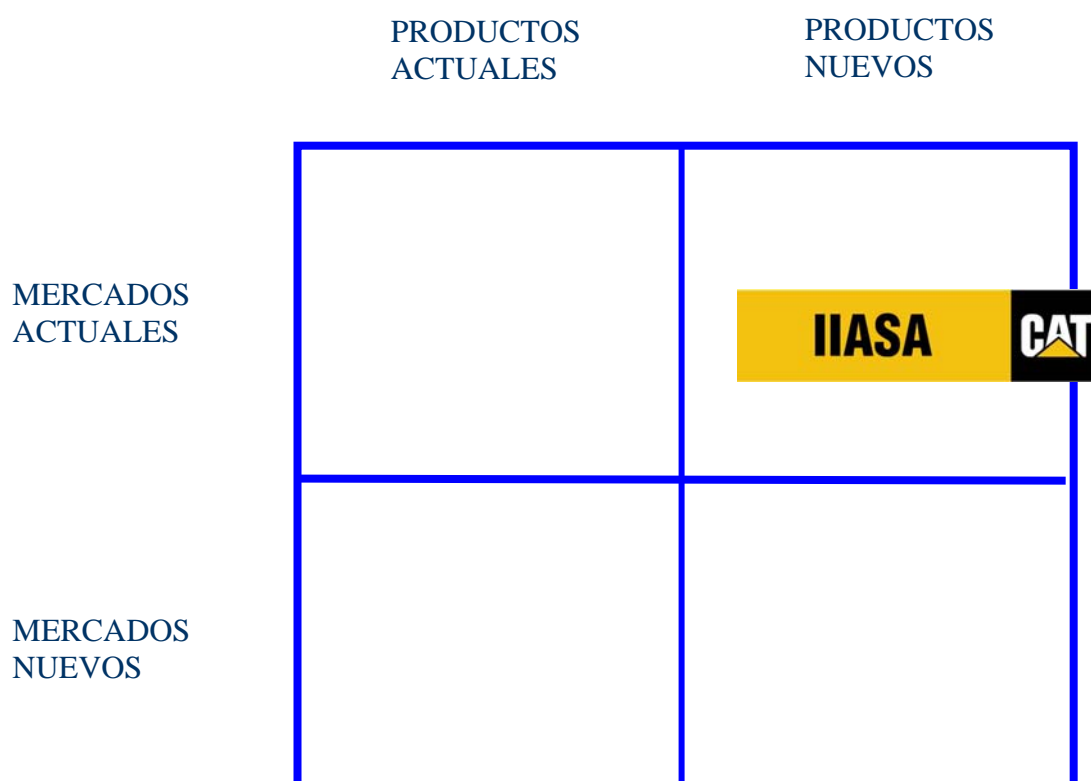 PRODUCTOS
ACTUALES
PRODUCTOS
NUEVOS
MERCADOS
ACTUALES
IIASA CAT
MERCADOS
NUEVOS